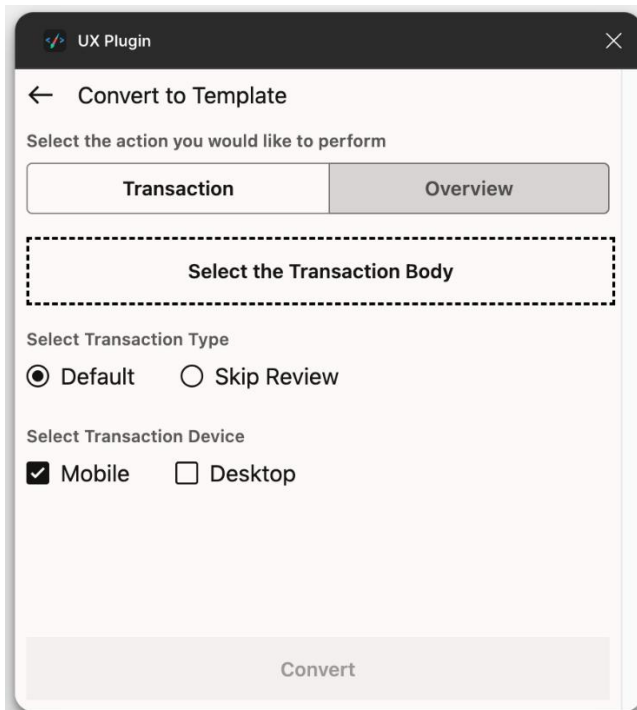 UX Plugin
Convert to Template
Select the action you would like to perform
Transaction Overview
Select the Transaction Body
Select Transaction Type
Default Skip Review
Select Transaction Device
Mobile Desktop
Convert